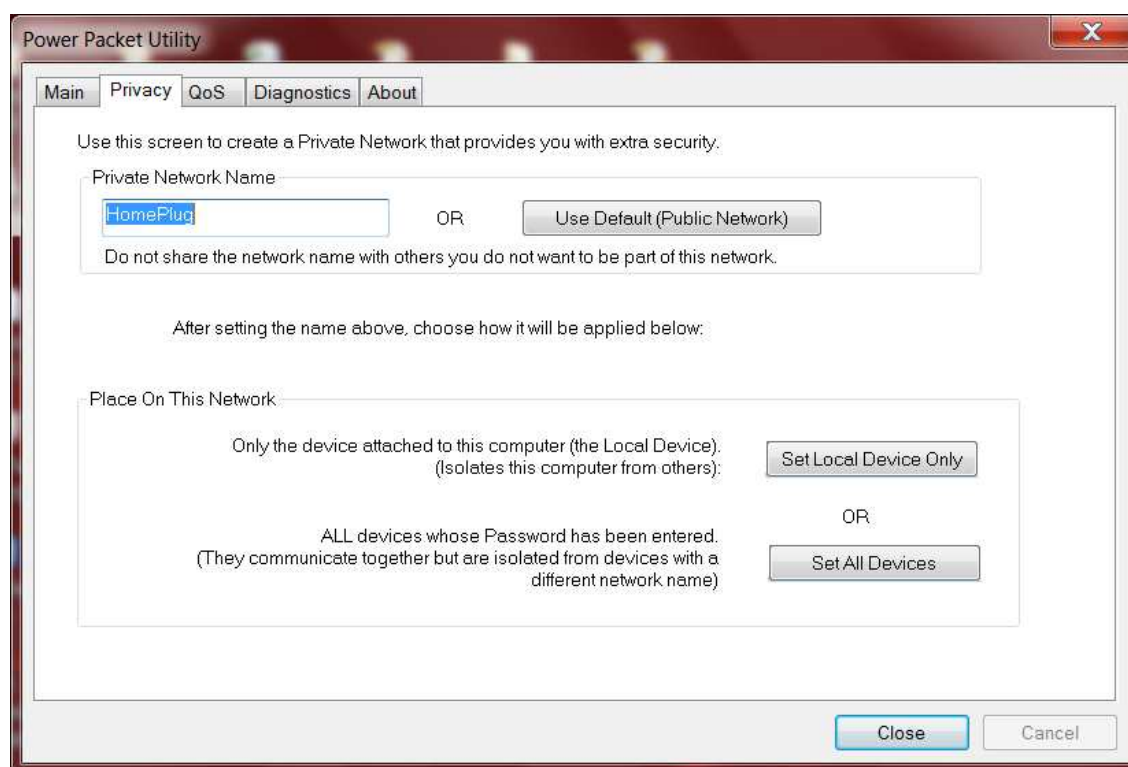 Power Packet Utility
Main Privacy QoS Diagnostics About
Use this screen to create a Private Network that provides you with extra security.
Private Network Name
HomePlug OR Use Default (Public Network)
Do not share the network name with others you do not want to be part of this network.
After setting the name above, choose how it will be applied below:
Place On This Network
Only the device attached to this computer (the Local Device).
(Isolates this computer from others):
Set Local Device Only
OR
ALL devices whose Password has been entered.
(They communicate together but are isolated from devices with a
different network name)
Set All Devices
Close Cancel